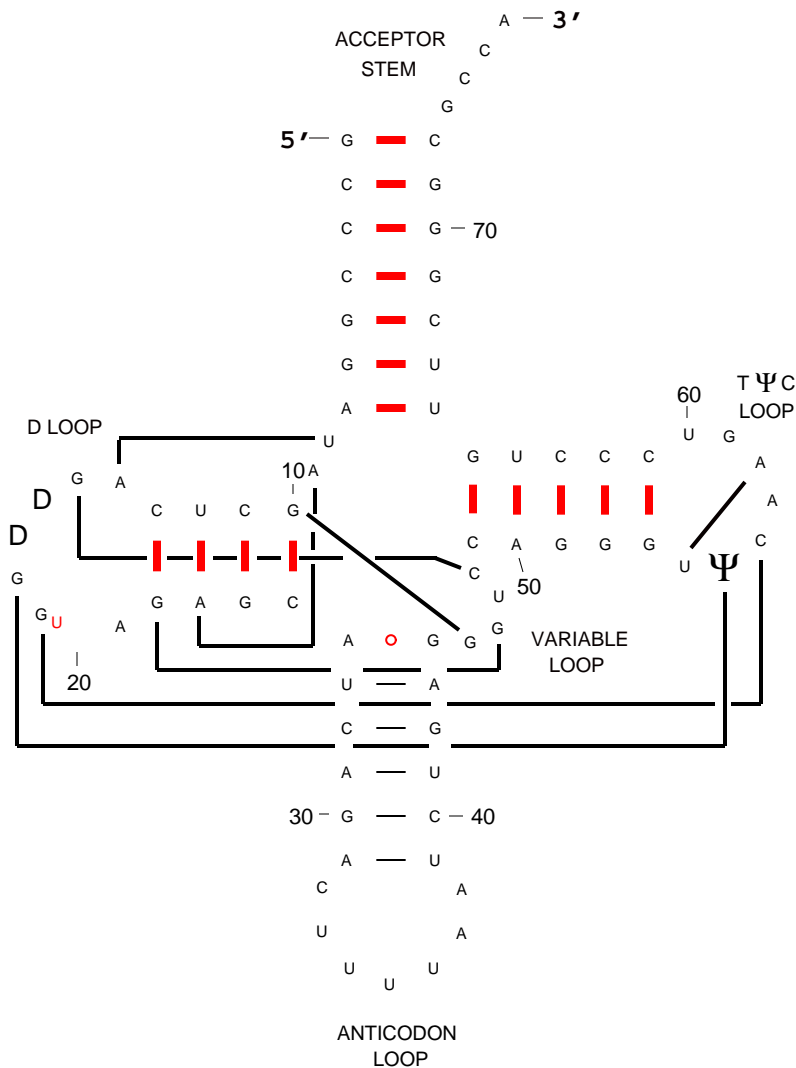 A — 3′
ACCEPTOR
STEM
C
C
G
5′ — G C
C G
C G — 70
C G
G C
G U
A U
TΨC
LOOP
60
D LOOP
U
U G
G A
10
A
G U C C C
A
D
C U C G
A
D
C A G G G U Ψ C
C
50
G
G U
A
G A G C
U
20
A G G G
VARIABLE
LOOP
U A
C G
A U
30 — G C — 40
A U
C A
U A
U U
U
ANTICODON
LOOP